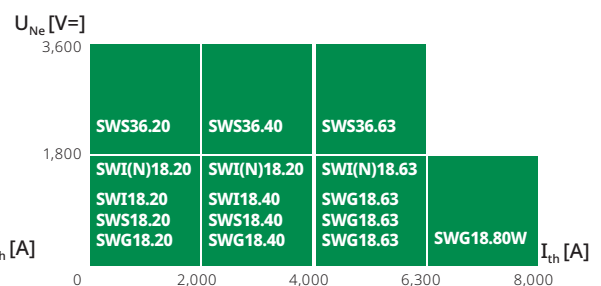 U_Ne [V=]
3,600
SWS36.20 SWS36.40 SWS36.63
1,800
SWI(N)18.20 SWI(N)18.20 SWI(N)18.63
SWI18.20 SWI18.40 SWG18.63
SWS18.20 SWS18.40 SWG18.63
SWG18.20 SWG18.40 SWG18.63 SWG18.80W
h [A] I_th [A]
0 2,000 4,000 6,300 8,000